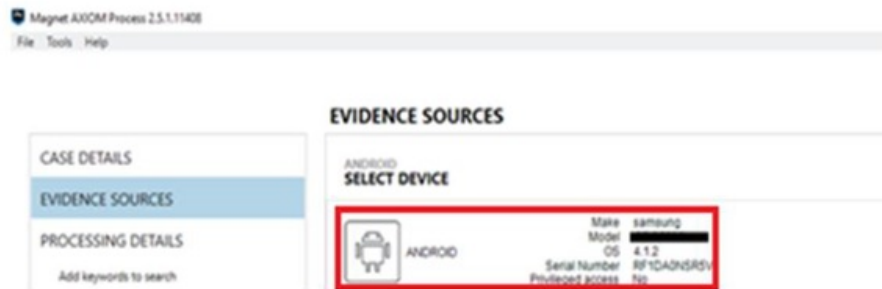 Magnet AXIOM Process 2.5.1.11408
File Tools Help
EVIDENCE SOURCES
CASE DETAILS
ANDROID
SELECT DEVICE
EVIDENCE SOURCES
PROCESSING DETAILS
Add keywords to search
ANDROID
Make samsung
Model
OS 4.1.2
Serial Number
Privileged access No